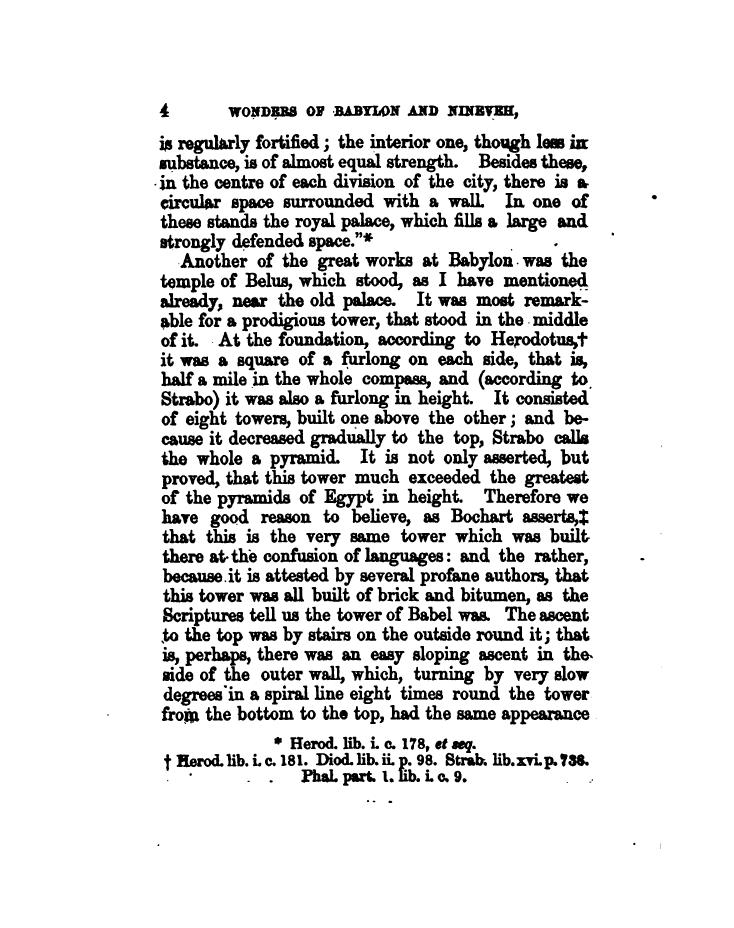 4 WONDERS OF BABYLON AND NINEVEH,
is regularly fortified ; the interior one, though less in
substance, is of almost equal strength. Besides these,
in the centre of each division of the city, there is a
circular space surrounded with a wall. In one of
these stands the royal palace, which fills a large and
strongly defended space."*
Another of the great works at Babylon was the
temple of Belus, which stood, as I have mentioned
already, near the old palace. It was most remark-
able for a prodigious tower, that stood in the middle
of it. At the foundation, according to Herodotus,†
it was a square of a furlong on each side, that is,
half a mile in the whole compass, and (according to
Strabo) it was also a furlong in height. It consisted
of eight towers, built one above the other ; and be-
cause it decreased gradually to the top, Strabo calls
the whole a pyramid. It is not only asserted, but
proved, that this tower much exceeded the greatest
of the pyramids of Egypt in height. Therefore we
have good reason to believe, as Bochart asserts,‡
that this is the very same tower which was built
there at the confusion of languages: and the rather,
because it is attested by several profane authors, that
this tower was all built of brick and bitumen, as the
Scriptures tell us the tower of Babel was. The ascent
to the top was by stairs on the outside round it; that
is, perhaps, there was an easy sloping ascent in the
side of the outer wall, which, turning by very slow
degrees in a spiral line eight times round the tower
from the bottom to the top, had the same appearance
* Herod. lib. i. c. 178, et seq.
† Herod. lib. i. c. 181. Diod. lib. ii. p. 98. Strab. lib. xvi. p. 738.
Phal. part. 1. lib. i. c. 9.